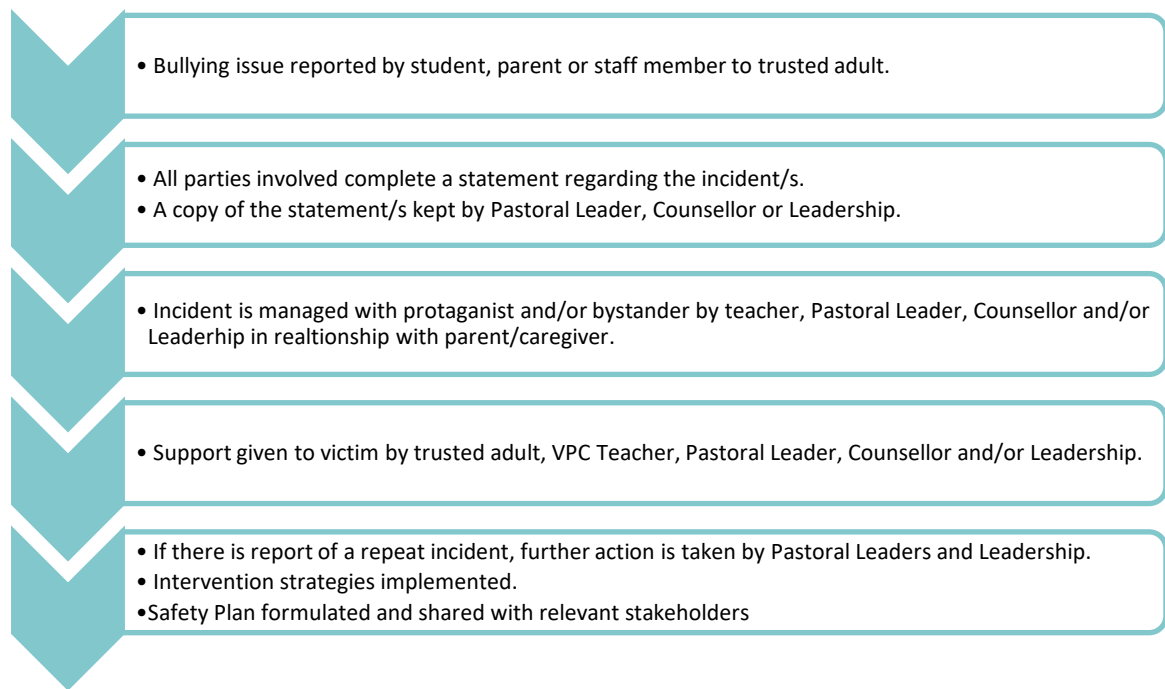 • Bullying issue reported by student, parent or staff member to trusted adult.
• All parties involved complete a statement regarding the incident/s.
• A copy of the statement/s kept by Pastoral Leader, Counsellor or Leadership.
• Incident is managed with protaganist and/or bystander by teacher, Pastoral Leader, Counsellor and/or
Leaderhip in realtionship with parent/caregiver.
• Support given to victim by trusted adult, VPC Teacher, Pastoral Leader, Counsellor and/or Leadership.
• If there is report of a repeat incident, further action is taken by Pastoral Leaders and Leadership.
• Intervention strategies implemented.
•Safety Plan formulated and shared with relevant stakeholders